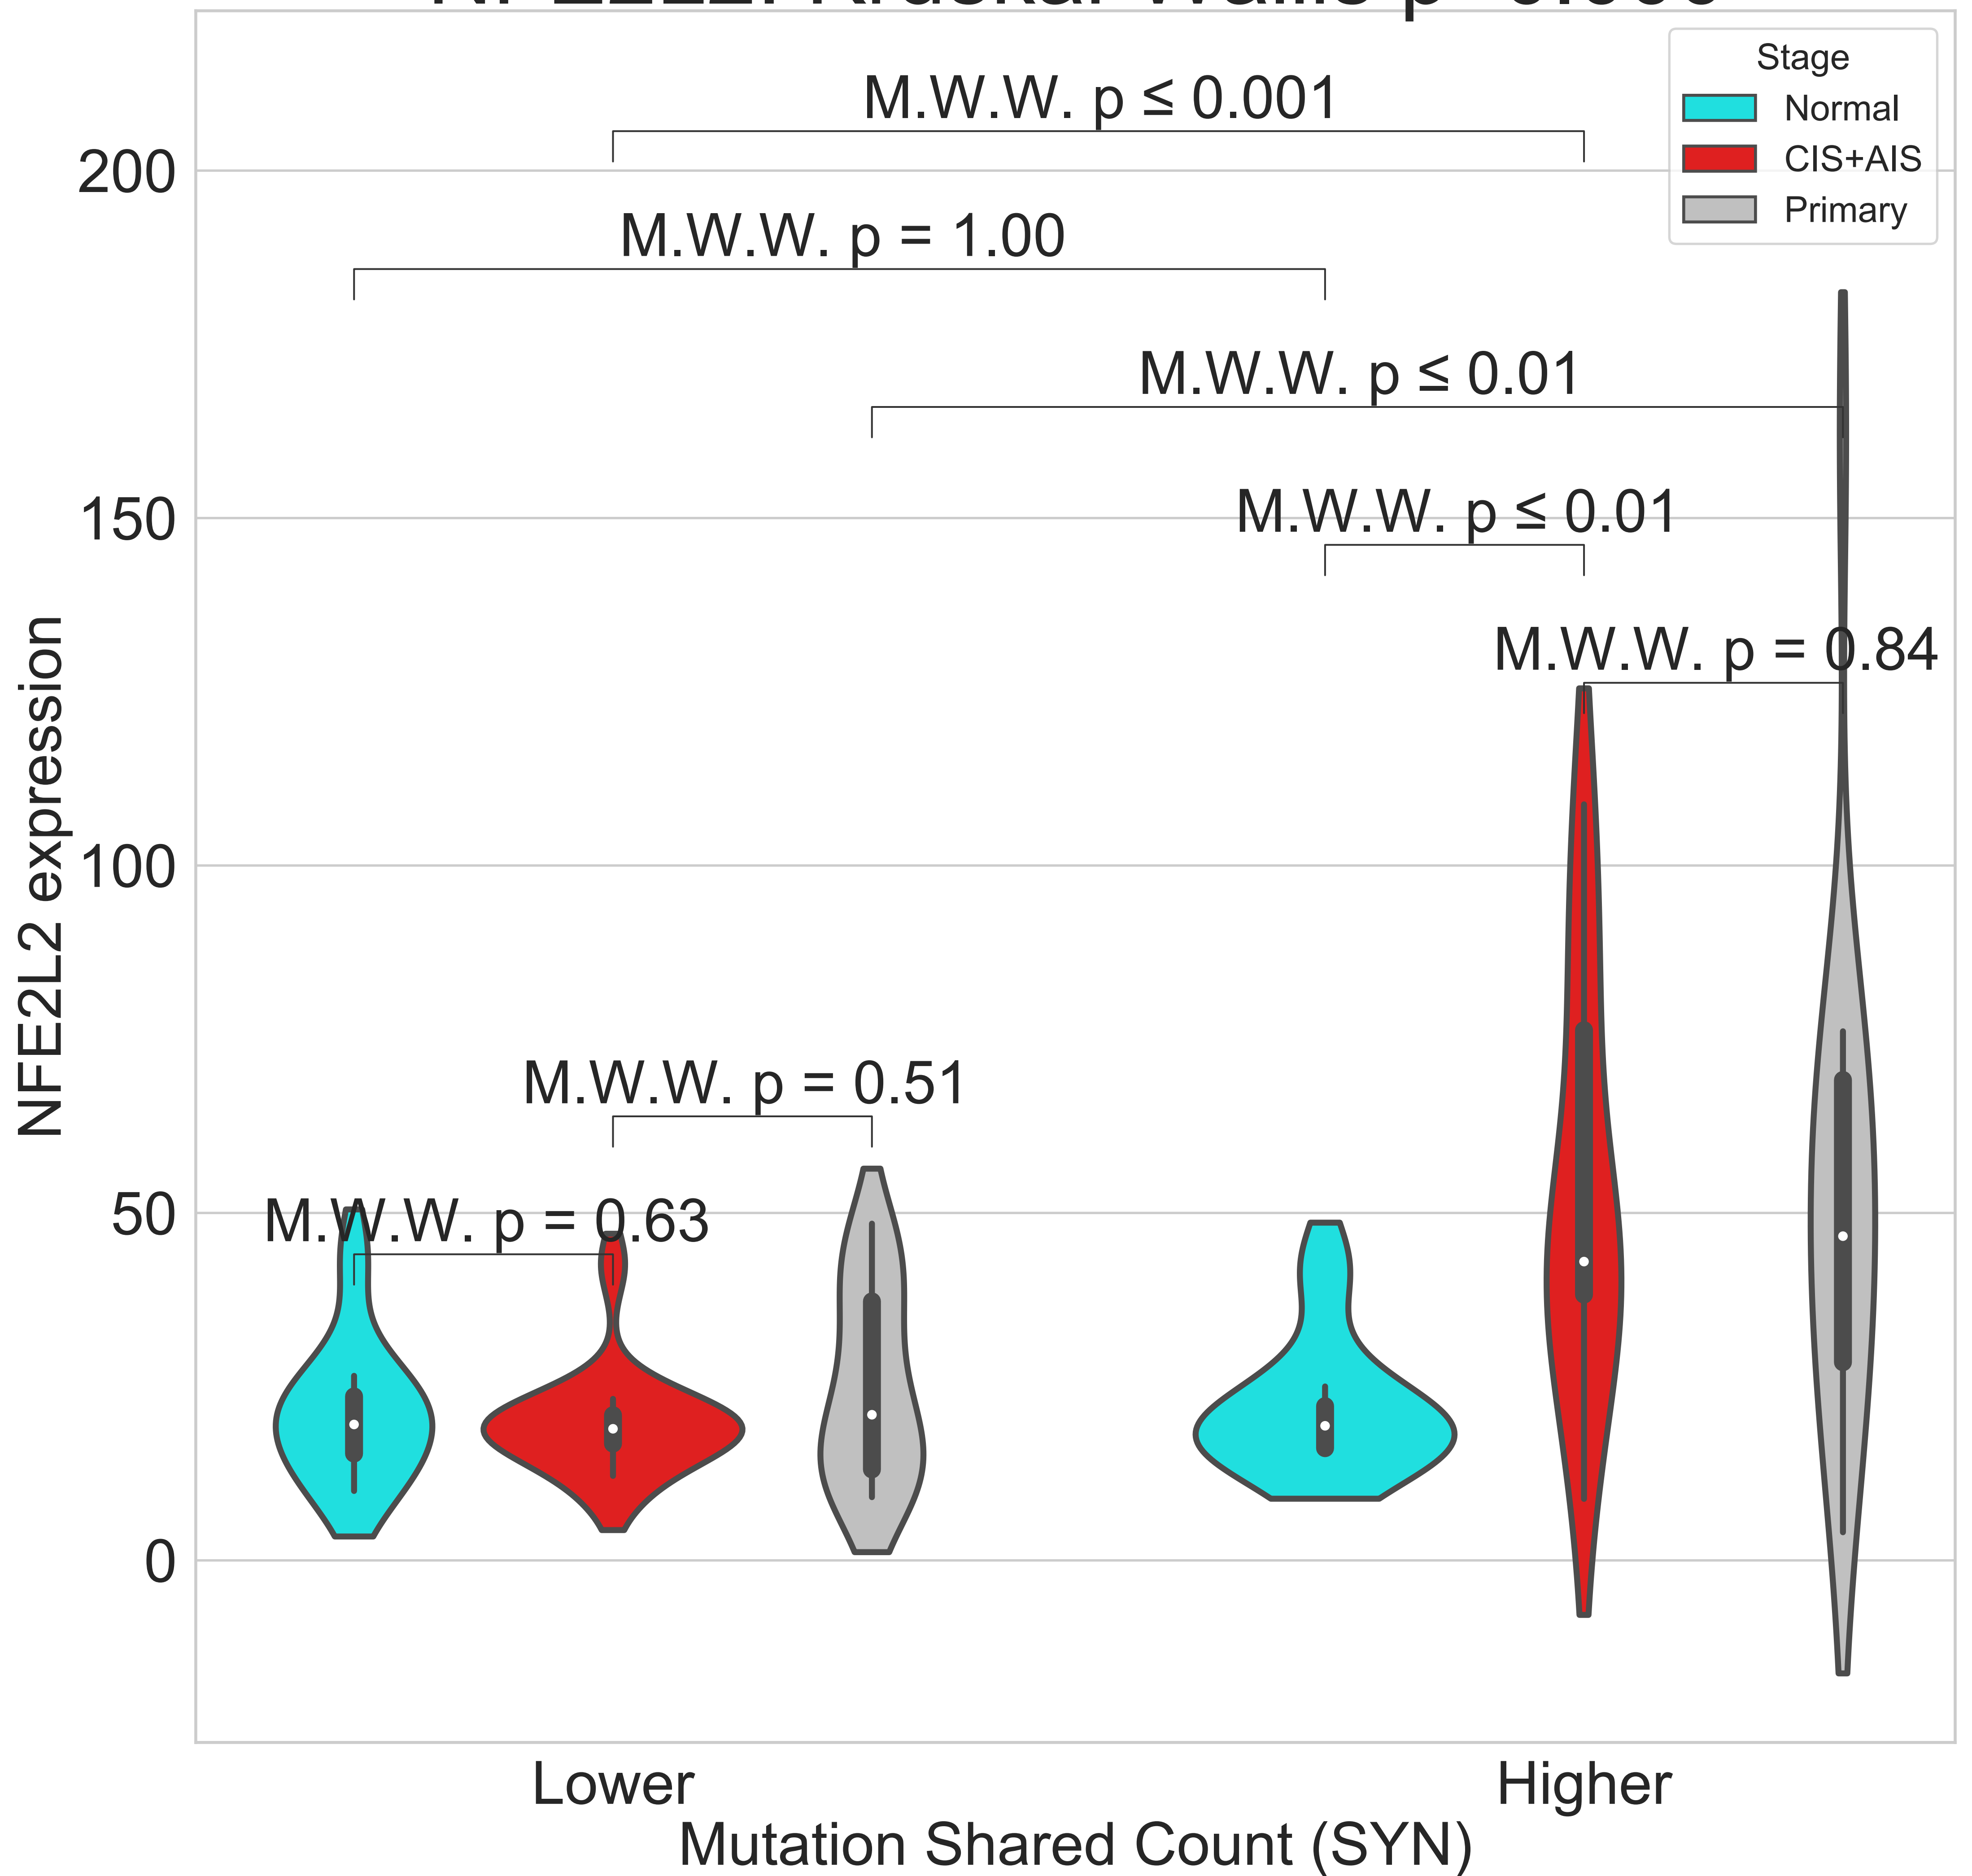 Stage
Normal
CIS+AIS
Primary
M.W.W. p ≤ 0.001
M.W.W. p = 1.00
M.W.W. p ≤ 0.01
M.W.W. p ≤ 0.01
M.W.W. p = 0.84
M.W.W. p = 0.51
M.W.W. p = 0.63
200
150
100
50
0
NFE2L2 expression
Lower
Higher
Mutation Shared Count (SYN)